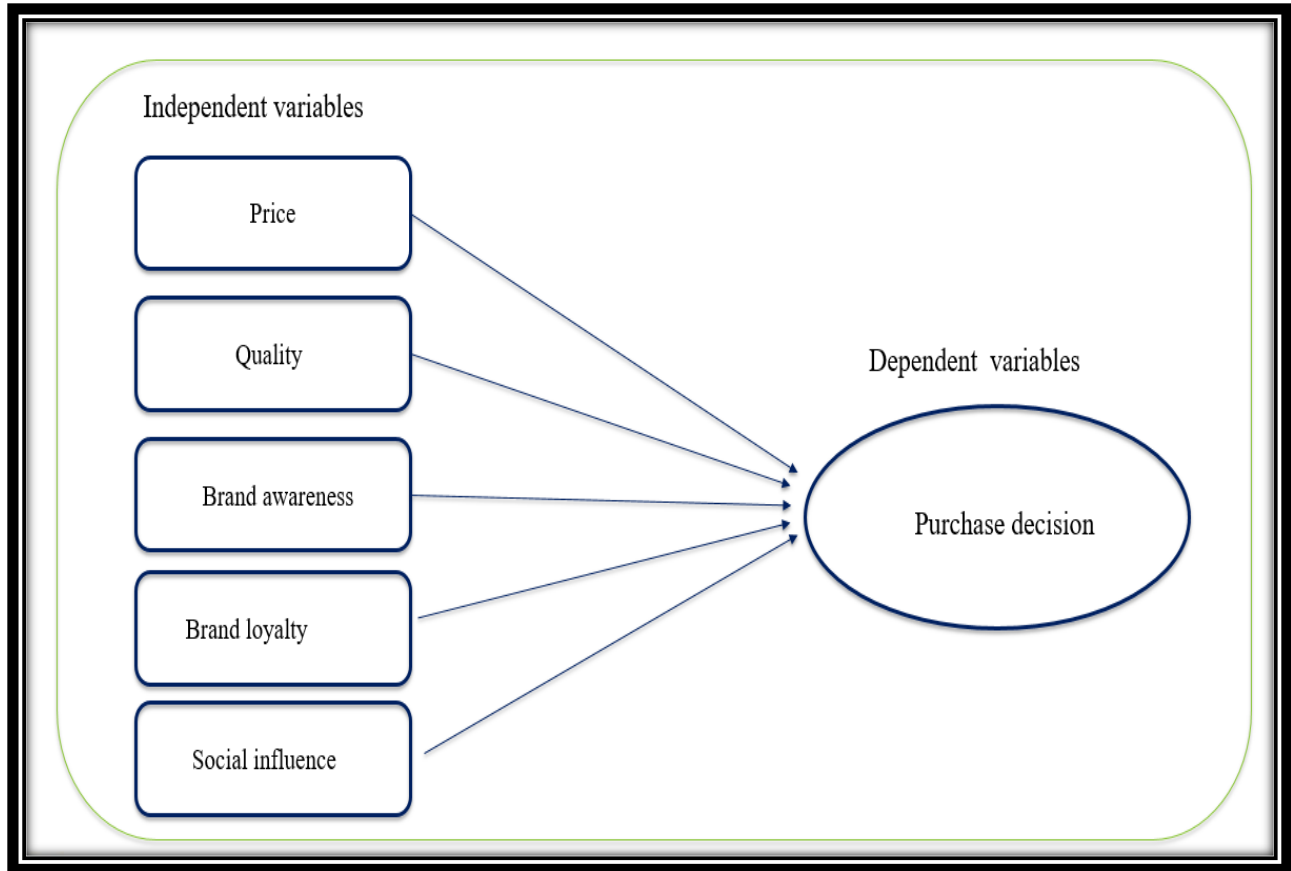 Independent variables
Price
Quality
Brand awareness
Brand loyalty
Social influence
Dependent  variables
Purchase decision